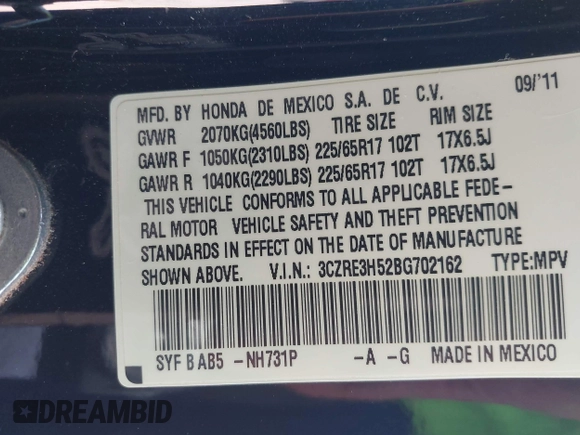 09/'11
MFD. BY HONDA DE MEXICO S.A. DE C.V.
GVWR 2070KG(4560LBS) TIRE SIZE RIM SIZE
GAWR F 1050KG(2310LBS) 225/65R17 102T 17X6.5J
GAWR R 1040KG(2290LBS) 225/65R17 102T 17X6.5J
THIS VEHICLE CONFORMS TO ALL APPLICABLE FEDE-
RAL MOTOR VEHICLE SAFETY AND THEFT PREVENTION
STANDARDS IN EFFECT ON THE DATE OF MANUFACTURE
SHOWN ABOVE. V.I.N.: 3CZRE3H52BG702162 TYPE:MPV
SYF B AB5 -NH731P -A -G MADE IN MEXICO
DREAMBID